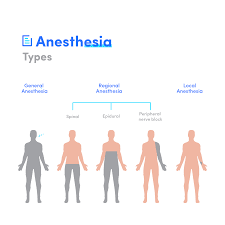 Anesthesia
Types
General
Anesthesia
Regional
Anesthesia
Local
Anesthesia
Spinal
Epidural
Peripheral
nerve block